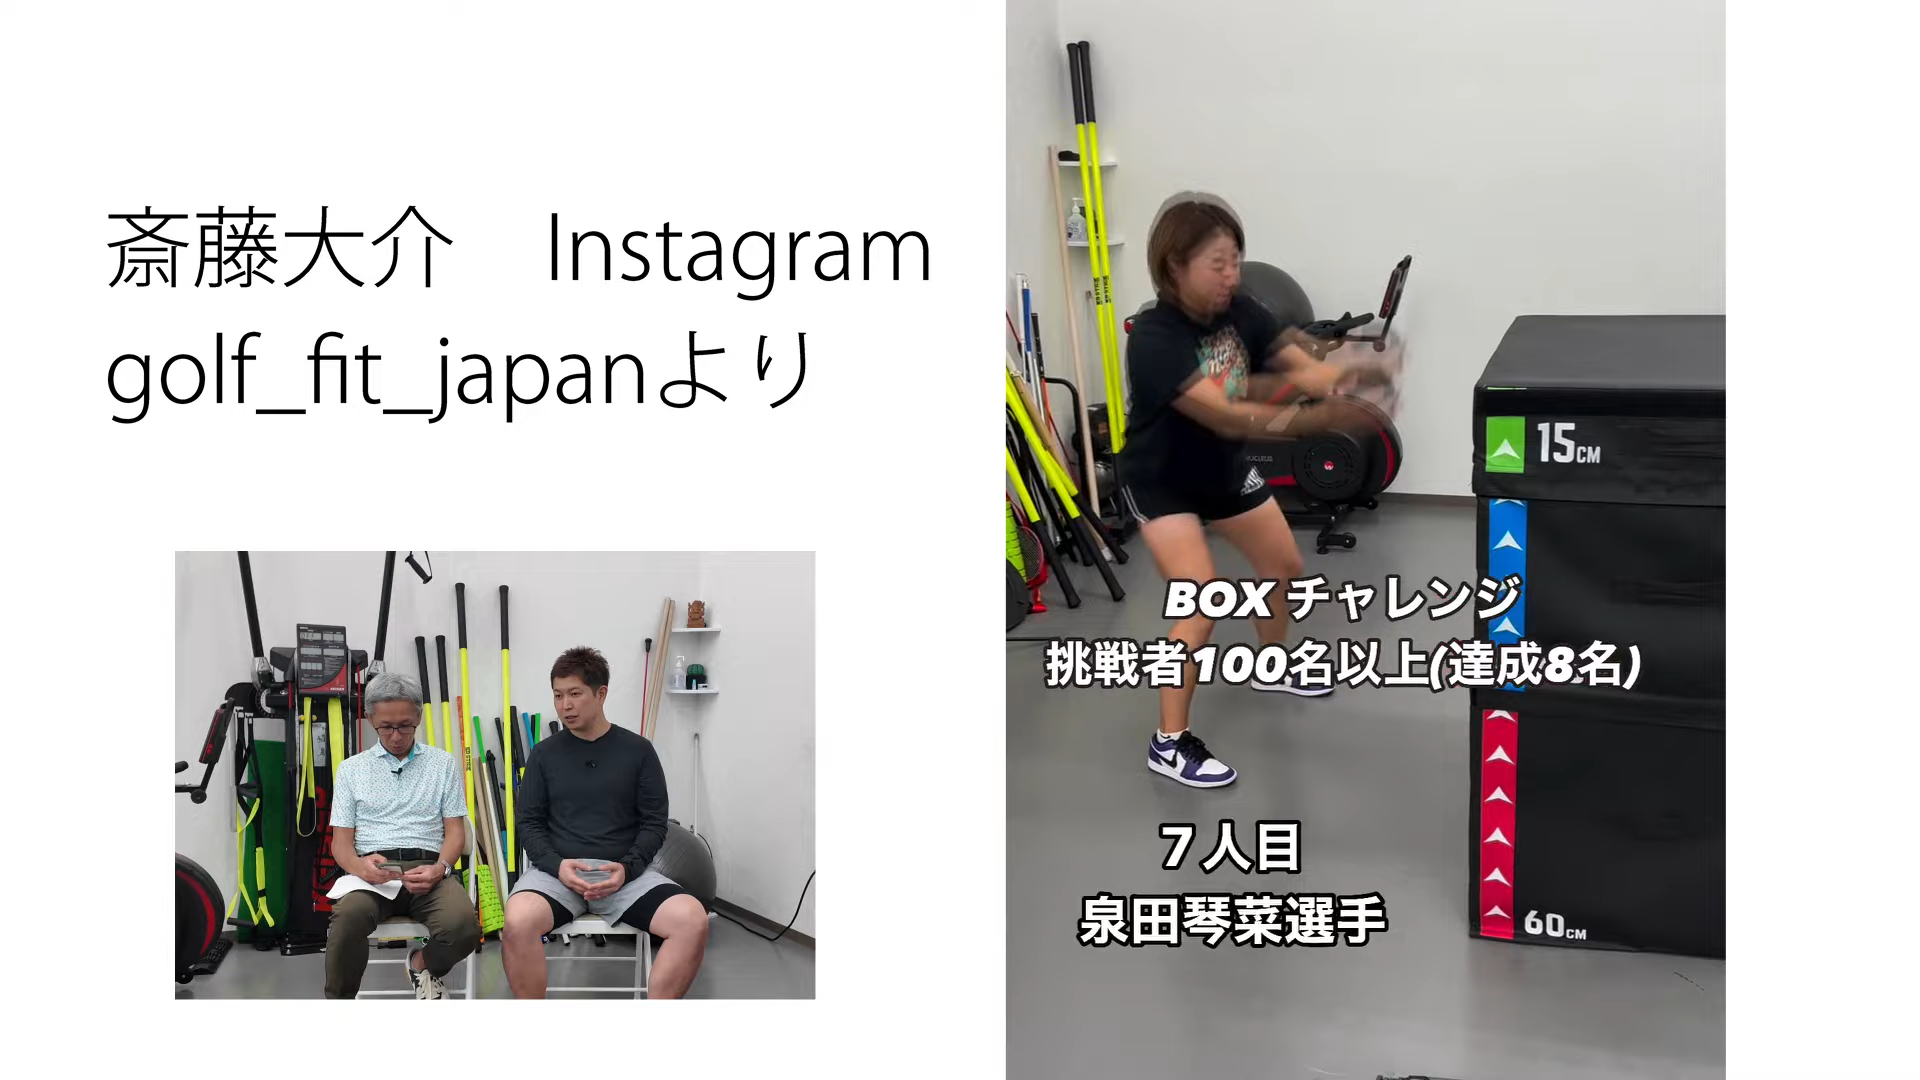 斎藤大介　Instagram
golf_fit_japanより
15CM
BOX チャレンジ
挑戦者100名以上(達成8名)
7人目
泉田琴菜選手
60CM